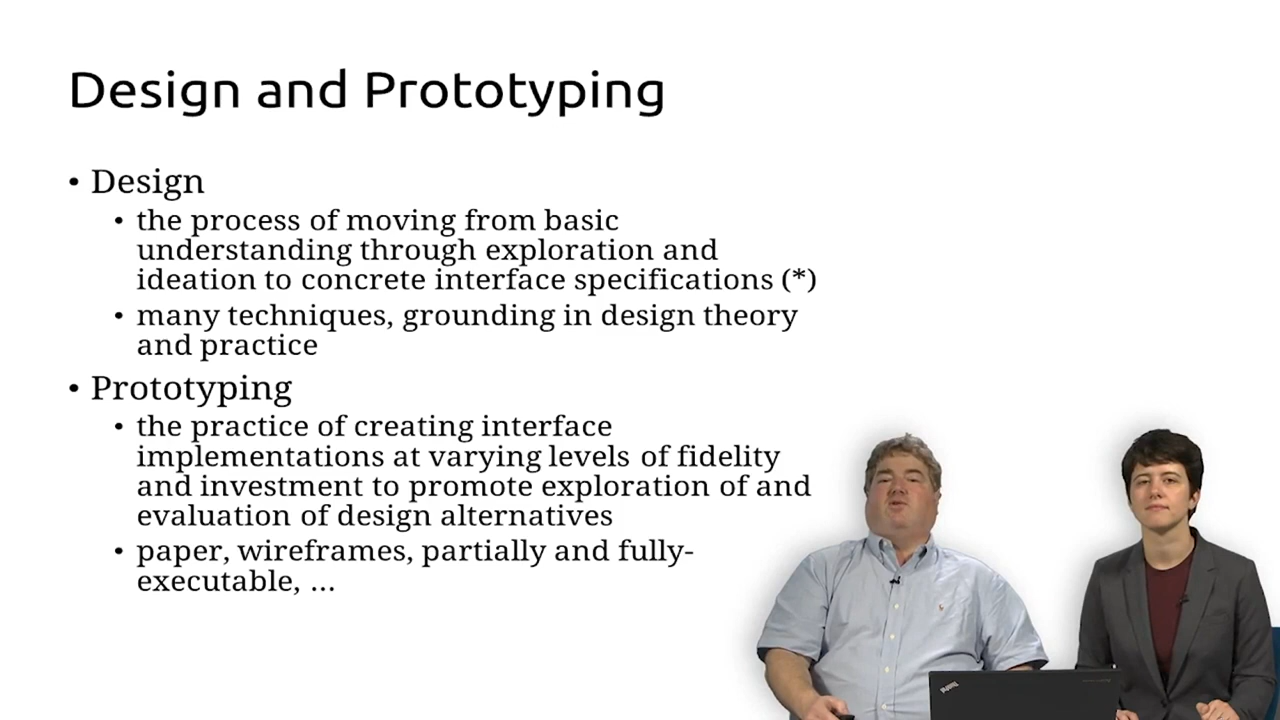 Design and Prototyping
• Design
• the process of moving from basic
understanding through exploration and
ideation to concrete interface specifications (*)
• many techniques, grounding in design theory
and practice
• Prototyping
• the practice of creating interface
implementations at varying levels of fidelity
and investment to promote exploration of and
evaluation of design alternatives
• paper, wireframes, partially and fully-
executable, ...